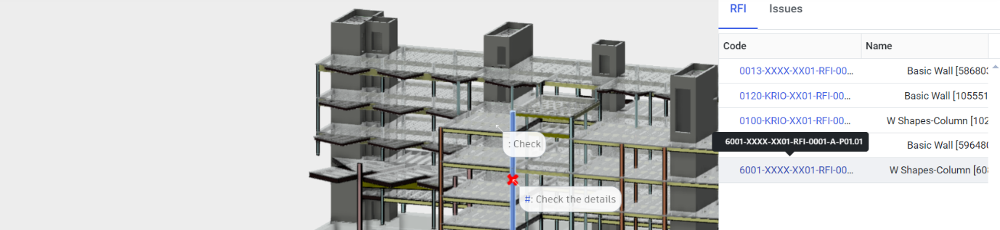 RFI Issues
Code Name
0013-XXXX-XX01-RFI-00... Basic Wall [586803
0120-KRIO-XX01-RFI-00... Basic Wall [105551
0100-KRIO-XX01-RFI-00... W Shapes-Column [102
6001-XXXX-XX01-RFI-0001-A-P01.01
Basic Wall [596480
6001-XXXX-XX01-RFI-00... W Shapes-Column [608
: Check
#: Check the details